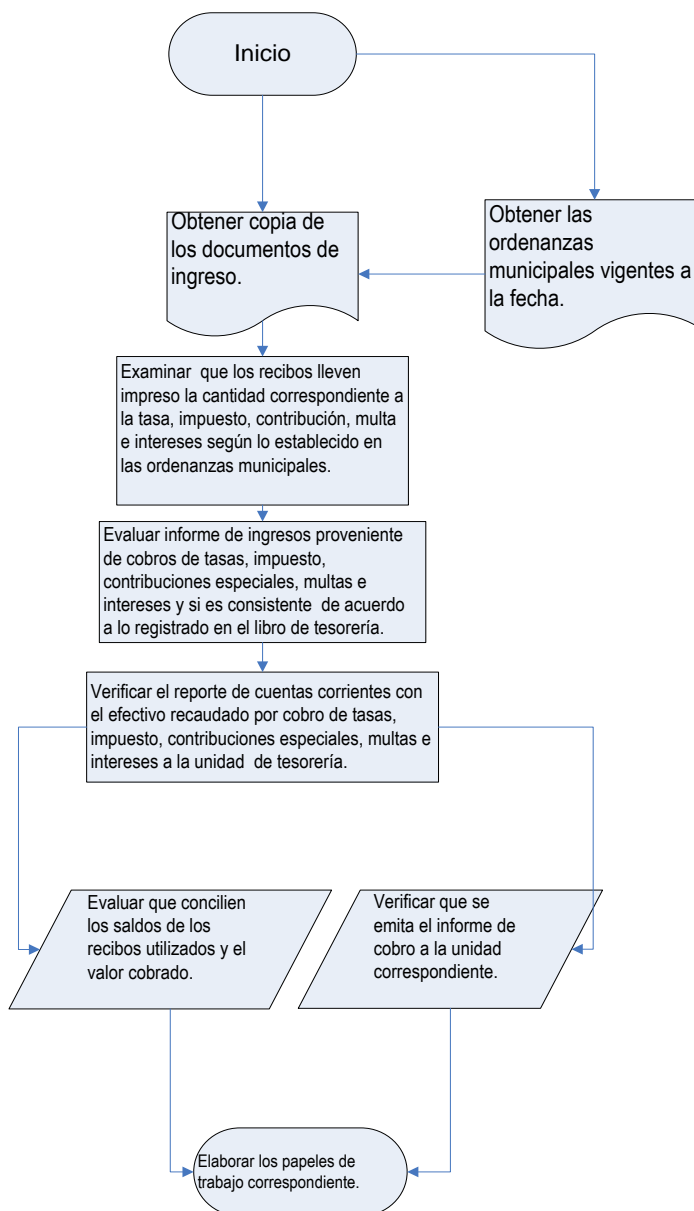 Inicio
Obtener copia de
los documentos de
ingreso.
Obtener las
ordenanzas
municipales vigentes a
la fecha.
Examinar que los recibos lleven
impreso la cantidad correspondiente a
la tasa, impuesto, contribución, multa
e intereses según lo establecido en
las ordenanzas municipales.
Evaluar informe de ingresos proveniente
de cobros de tasas, impuesto,
contribuciones especiales, multas e
intereses y si es consistente de acuerdo
a lo registrado en el libro de tesorería.
Verificar el reporte de cuentas corrientes con
el efectivo recaudado por cobro de tasas,
impuesto, contribuciones especiales, multas e
intereses a la unidad de tesorería.
Evaluar que concilien
los saldos de los
recibos utilizados y el
valor cobrado.
Verificar que se
emita el informe de
cobro a la unidad
correspondiente.
Elaborar los papeles de
trabajo correspondiente.